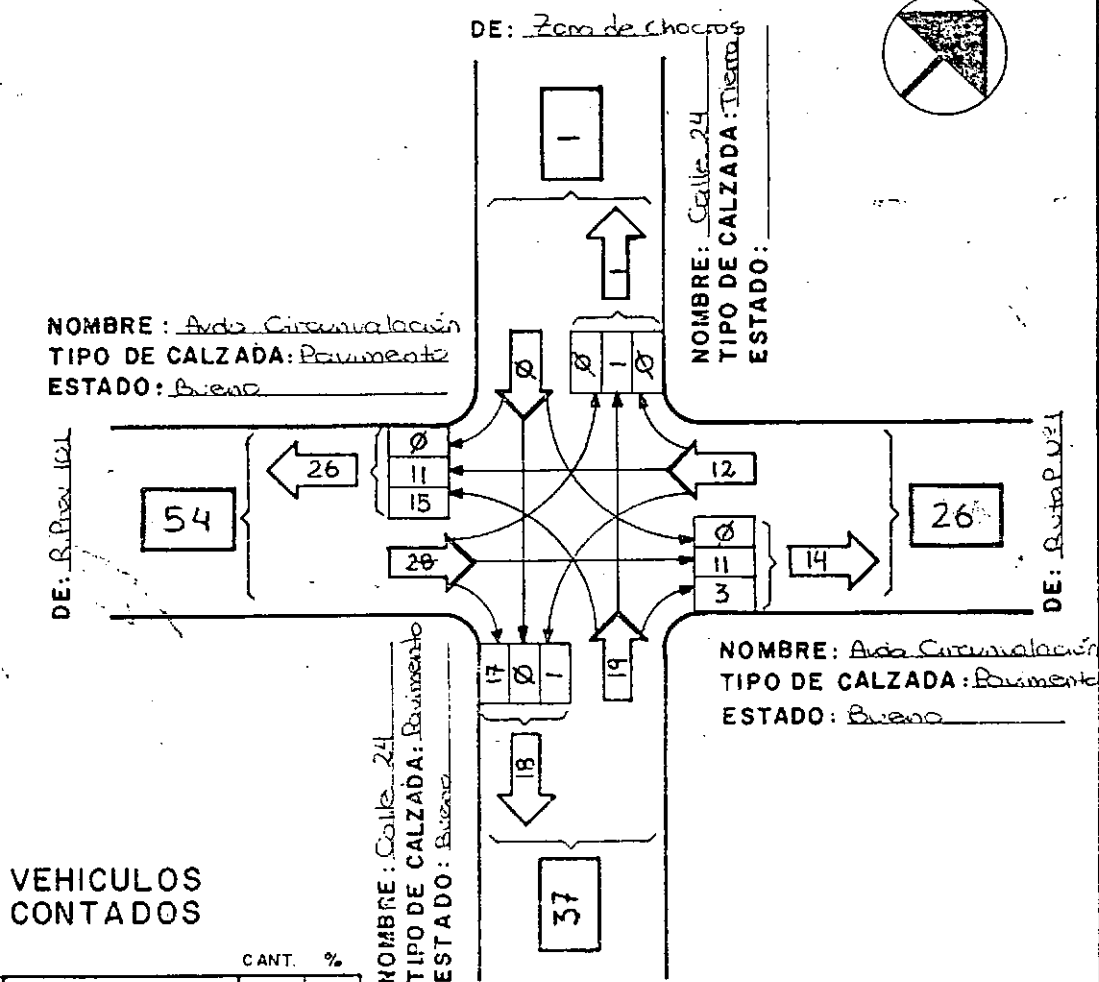 DE: Zona de chacras
1
NOMBRE: Calle 24
TIPO DE CALZADA: Tierra
ESTADO:
1
NOMBRE: Avda Circunvalación
TIPO DE CALZADA: Pavimento
ESTADO: Bueno
Ø
Ø 1 Ø
DE: R. Prov 101
54
26
Ø
11
15
12
26
DE: Ruta P Nº1
28
Ø
11
3
14
17 Ø 1
19
NOMBRE: Avda Circunvalación
TIPO DE CALZADA: Pavimento
ESTADO: Bueno
18
NOMBRE: Calle 24
TIPO DE CALZADA: Pavimento
ESTADO: Bueno
37
VEHICULOS
CONTADOS
CANT. %